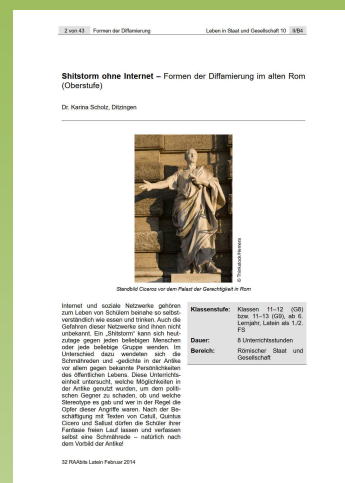 2 von 43 Formen der Diffamierung Leben in Staat und Gesellschaft 10 II/B4
Shitstorm ohne Internet – Formen der Diffamierung im alten Rom
(Oberstufe)
Dr. Karina Scholz, Ditzingen
© Thinkstock/Hemera
Standbild Ciceros vor dem Palast der Gerechtigkeit in Rom
Internet und soziale Netzwerke gehören
zum Leben von Schülern beinahe so selbst-
verständlich wie essen und trinken. Auch die
Gefahren dieser Netzwerke sind ihnen nicht
unbekannt. Ein „Shitstorm“ kann sich heut-
zutage gegen jeden beliebigen Menschen
oder jede beliebige Gruppe wenden. Im
Unterschied dazu wendeten sich die
Schmähreden und -gedichte in der Antike
vor allem gegen bekannte Persönlichkeiten
des öffentlichen Lebens. Diese Unterrichts-
einheit untersucht, welche Möglichkeiten in
der Antike genutzt wurden, um dem politi-
schen Gegner zu schaden, ob und welche
Stereotype es gab und wer in der Regel die
Opfer dieser Angriffe waren. Nach der Be-
schäftigung mit Texten von Catull, Quintus
Cicero und Sallust dürfen die Schüler ihrer
Fantasie freien Lauf lassen und verfassen
selbst eine Schmährede – natürlich nach
dem Vorbild der Antike!
Klassenstufe: Klassen 11–12 (G8)
bzw. 11–13 (G9), ab 6.
Lernjahr, Latein als 1./2.
FS
Dauer: 8 Unterrichtsstunden
Bereich: Römischer Staat und
Gesellschaft
32 RAAbits Latein Februar 2014